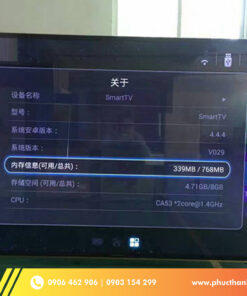 关于
设备名称 SmartTV
型号: SmartTV
系统安卓版本: 4.4.4
系统版本: V029
内存信息(可用/总共): 339MB / 768MB
存储空间 (可用/总共): 4.71GB/8GB
CPU: CA53 *2core@1.4GHz
0906 462 906 | 0903 154 299
www.phucthan